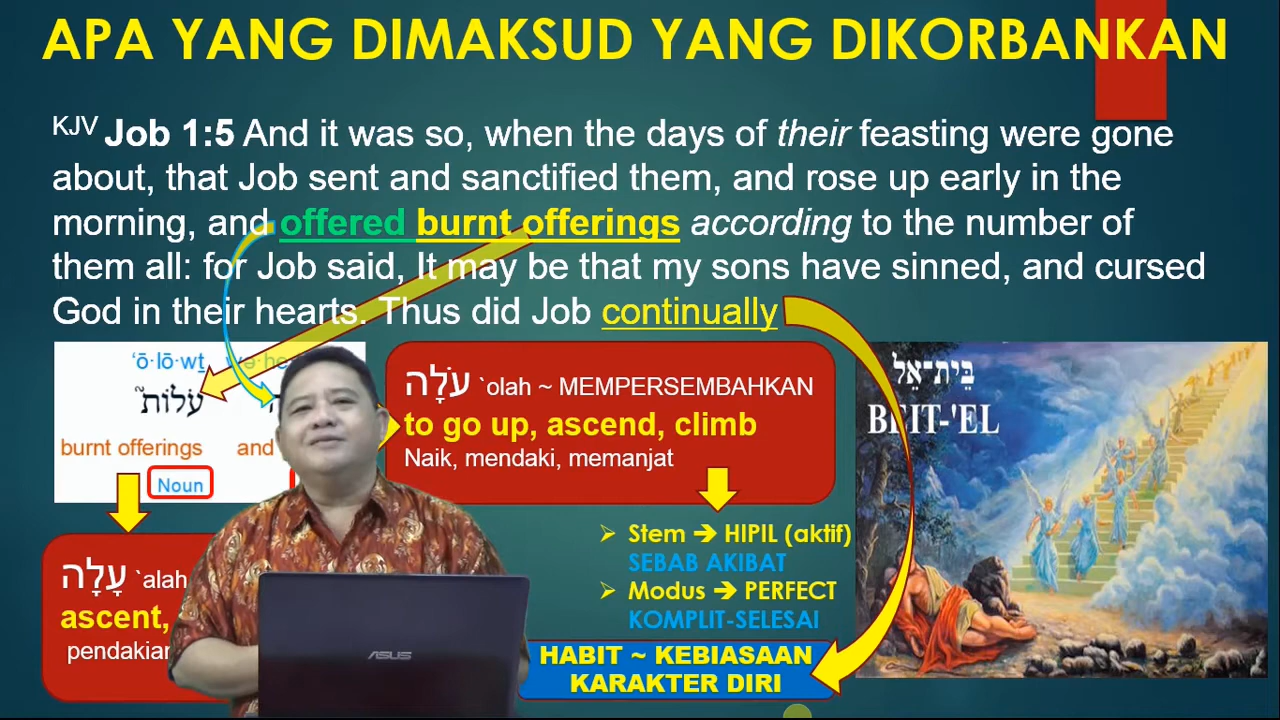 APA YANG DIMAKSUD YANG DIKORBANKAN
KJV Job 1:5 And it was so, when the days of their feasting were gone
about, that Job sent and sanctified them, and rose up early in the
morning, and offered burnt offerings according to the number of
them all: for Job said, It may be that my sons have sinned, and cursed
God in their hearts. Thus did Job continually
‘ō·lō·wṯ wə·he
עֹלוֹת֮
burnt offerings and
Noun
עֹלָה `olah ~ MEMPERSEMBAHKAN
to go up, ascend, climb
Naik, mendaki, memanjat
עָלָה `alah
ascent,
pendakian
➢ Stem ➔ HIPIL (aktif)
SEBAB AKIBAT
➢ Modus ➔ PERFECT
KOMPLIT-SELESAI
HABIT ~ KEBIASAAN
KARAKTER DIRI
בֵּית־אֵל
BEIT-'EL
ASUS